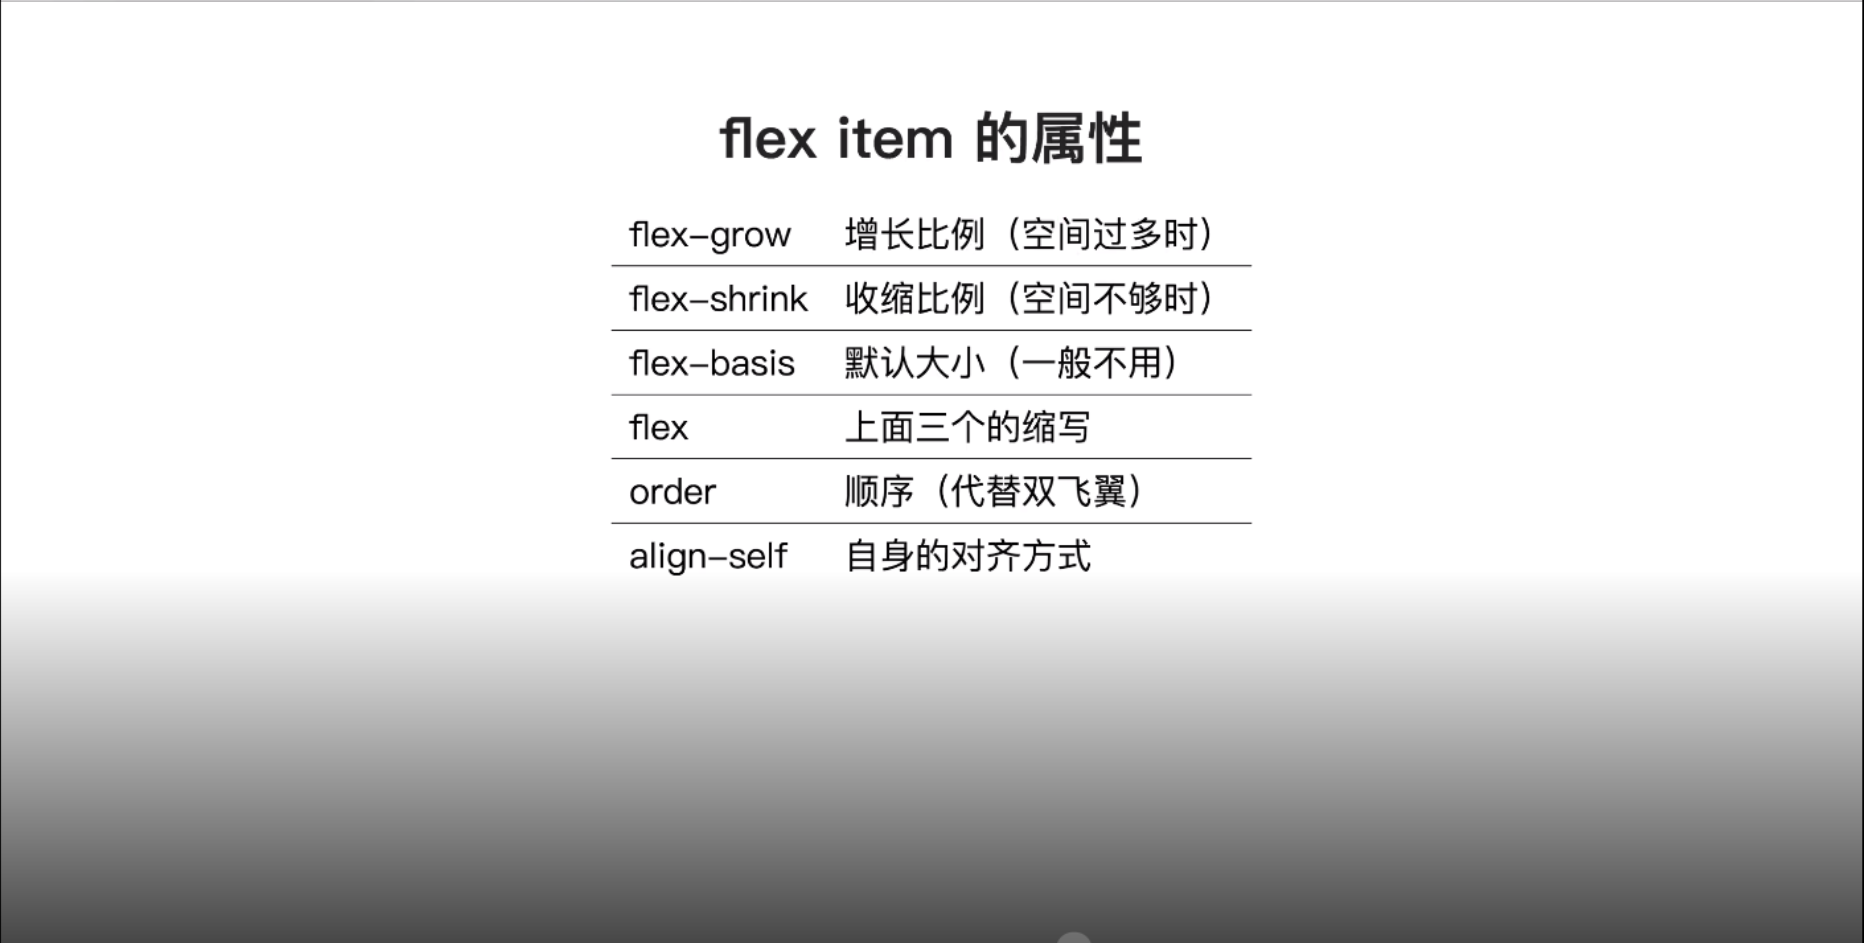 flex item 的属性
flex-grow 增长比例（空间过多时）
flex-shrink 收缩比例（空间不够时）
flex-basis 默认大小（一般不用）
flex 上面三个的缩写
order 顺序（代替双飞翼）
align-self 自身的对齐方式